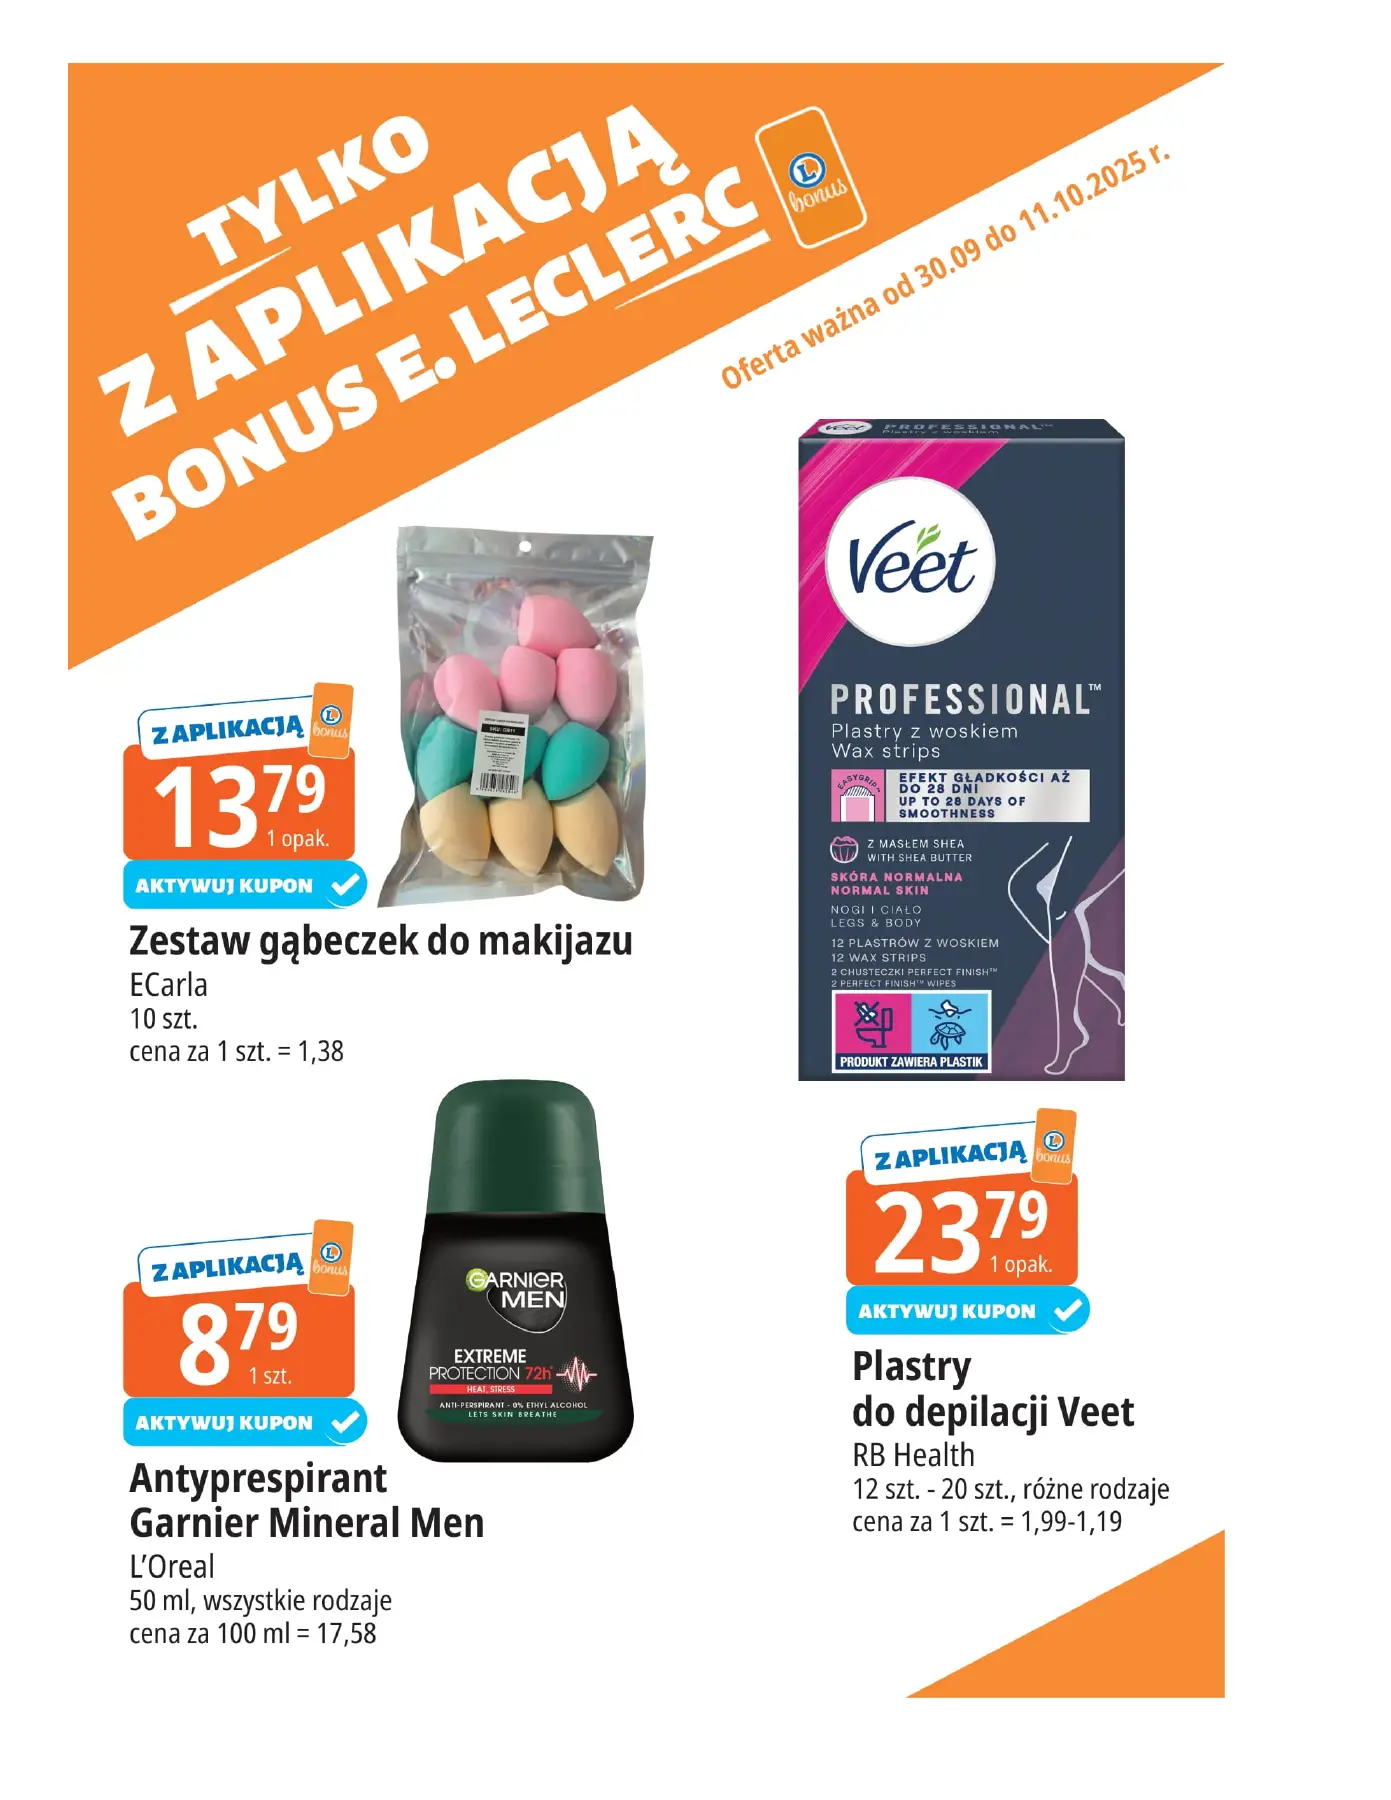 TYLKO
Z APLIKACJĄ
BONUS E. LECLERC
L
bonus
Oferta ważna od 30.09 do 11.10.2025 r.
Z APLIKACJĄ
L
bonus
13 79
1 opak.
AKTYWUJ KUPON
Zestaw gąbeczek do makijazu
ECarla
10 szt.
cena za 1 szt. = 1,38
Z APLIKACJĄ
L
bonus
8 79
1 szt.
AKTYWUJ KUPON
GARNIER
MEN
EXTREME
PROTECTION 72h*
HEAT, STRESS
ANTI-PERSPIRANT - 0% ETHYL ALCOHOL
LETS SKIN BREATHE
Antyprespirant
Garnier Mineral Men
L’Oreal
50 ml, wszystkie rodzaje
cena za 100 ml = 17,58
Veet PROFESSIONAL™
Plastry z woskiem
Veet
PROFESSIONAL™
Plastry z woskiem
Wax strips
EASYGRIP™
EFEKT GŁADKOŚCI AŻ
DO 28 DNI
UP TO 28 DAYS OF
SMOOTHNESS
Z MASŁEM SHEA
WITH SHEA BUTTER
SKÓRA NORMALNA
NORMAL SKIN
NOGI I CIAŁO
LEGS & BODY
12 PLASTRÓW Z WOSKIEM
12 WAX STRIPS
2 CHUSTECZKI PERFECT FINISH™
2 PERFECT FINISH™ WIPES
PRODUKT ZAWIERA PLASTIK
Z APLIKACJĄ
L
bonus
23 79
1 opak.
AKTYWUJ KUPON
Plastry
do depilacji Veet
RB Health
12 szt. - 20 szt., różne rodzaje
cena za 1 szt. = 1,99-1,19